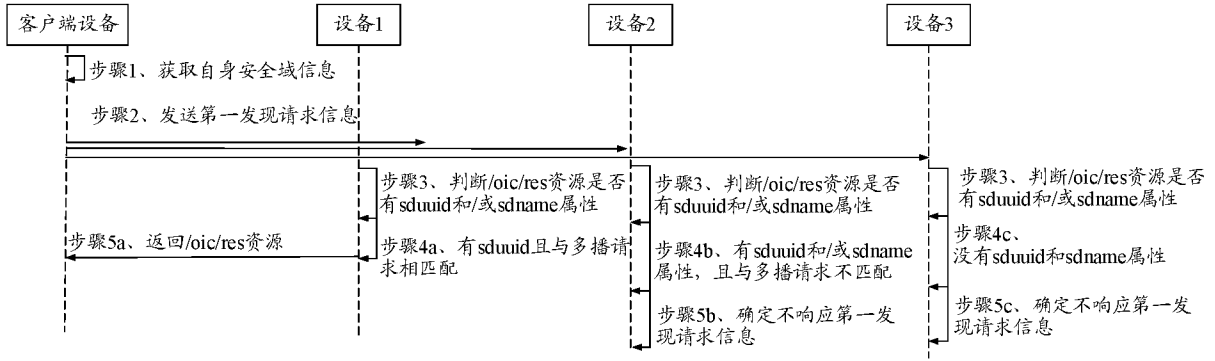 客户端设备
设备1
设备2
设备3
步骤1、获取自身安全域信息
步骤2、发送第一发现请求信息
步骤3、判断/oic/res资源是否
有sduuid和/或sdname属性
步骤4a、有sduuid且与多播请
求相匹配
步骤5a、返回/oic/res资源
步骤3、判断/oic/res资源是否
有sduuid和/或sdname属性
步骤4b、有sduuid和/或sdname
属性，且与多播请求不匹配
步骤5b、确定不响应第一发
现请求信息
步骤3、判断/oic/res资源是否
有sduuid和/或sdname属性
步骤4c、
没有sduuid和sdname属性
步骤5c、确定不响应第一发
现请求信息